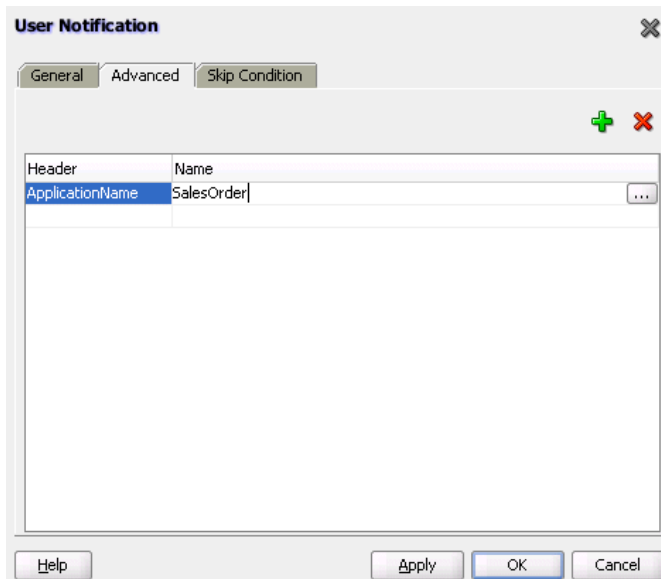 User Notification
General Advanced Skip Condition
Header Name
ApplicationName SalesOrder ...
Help Apply OK Cancel